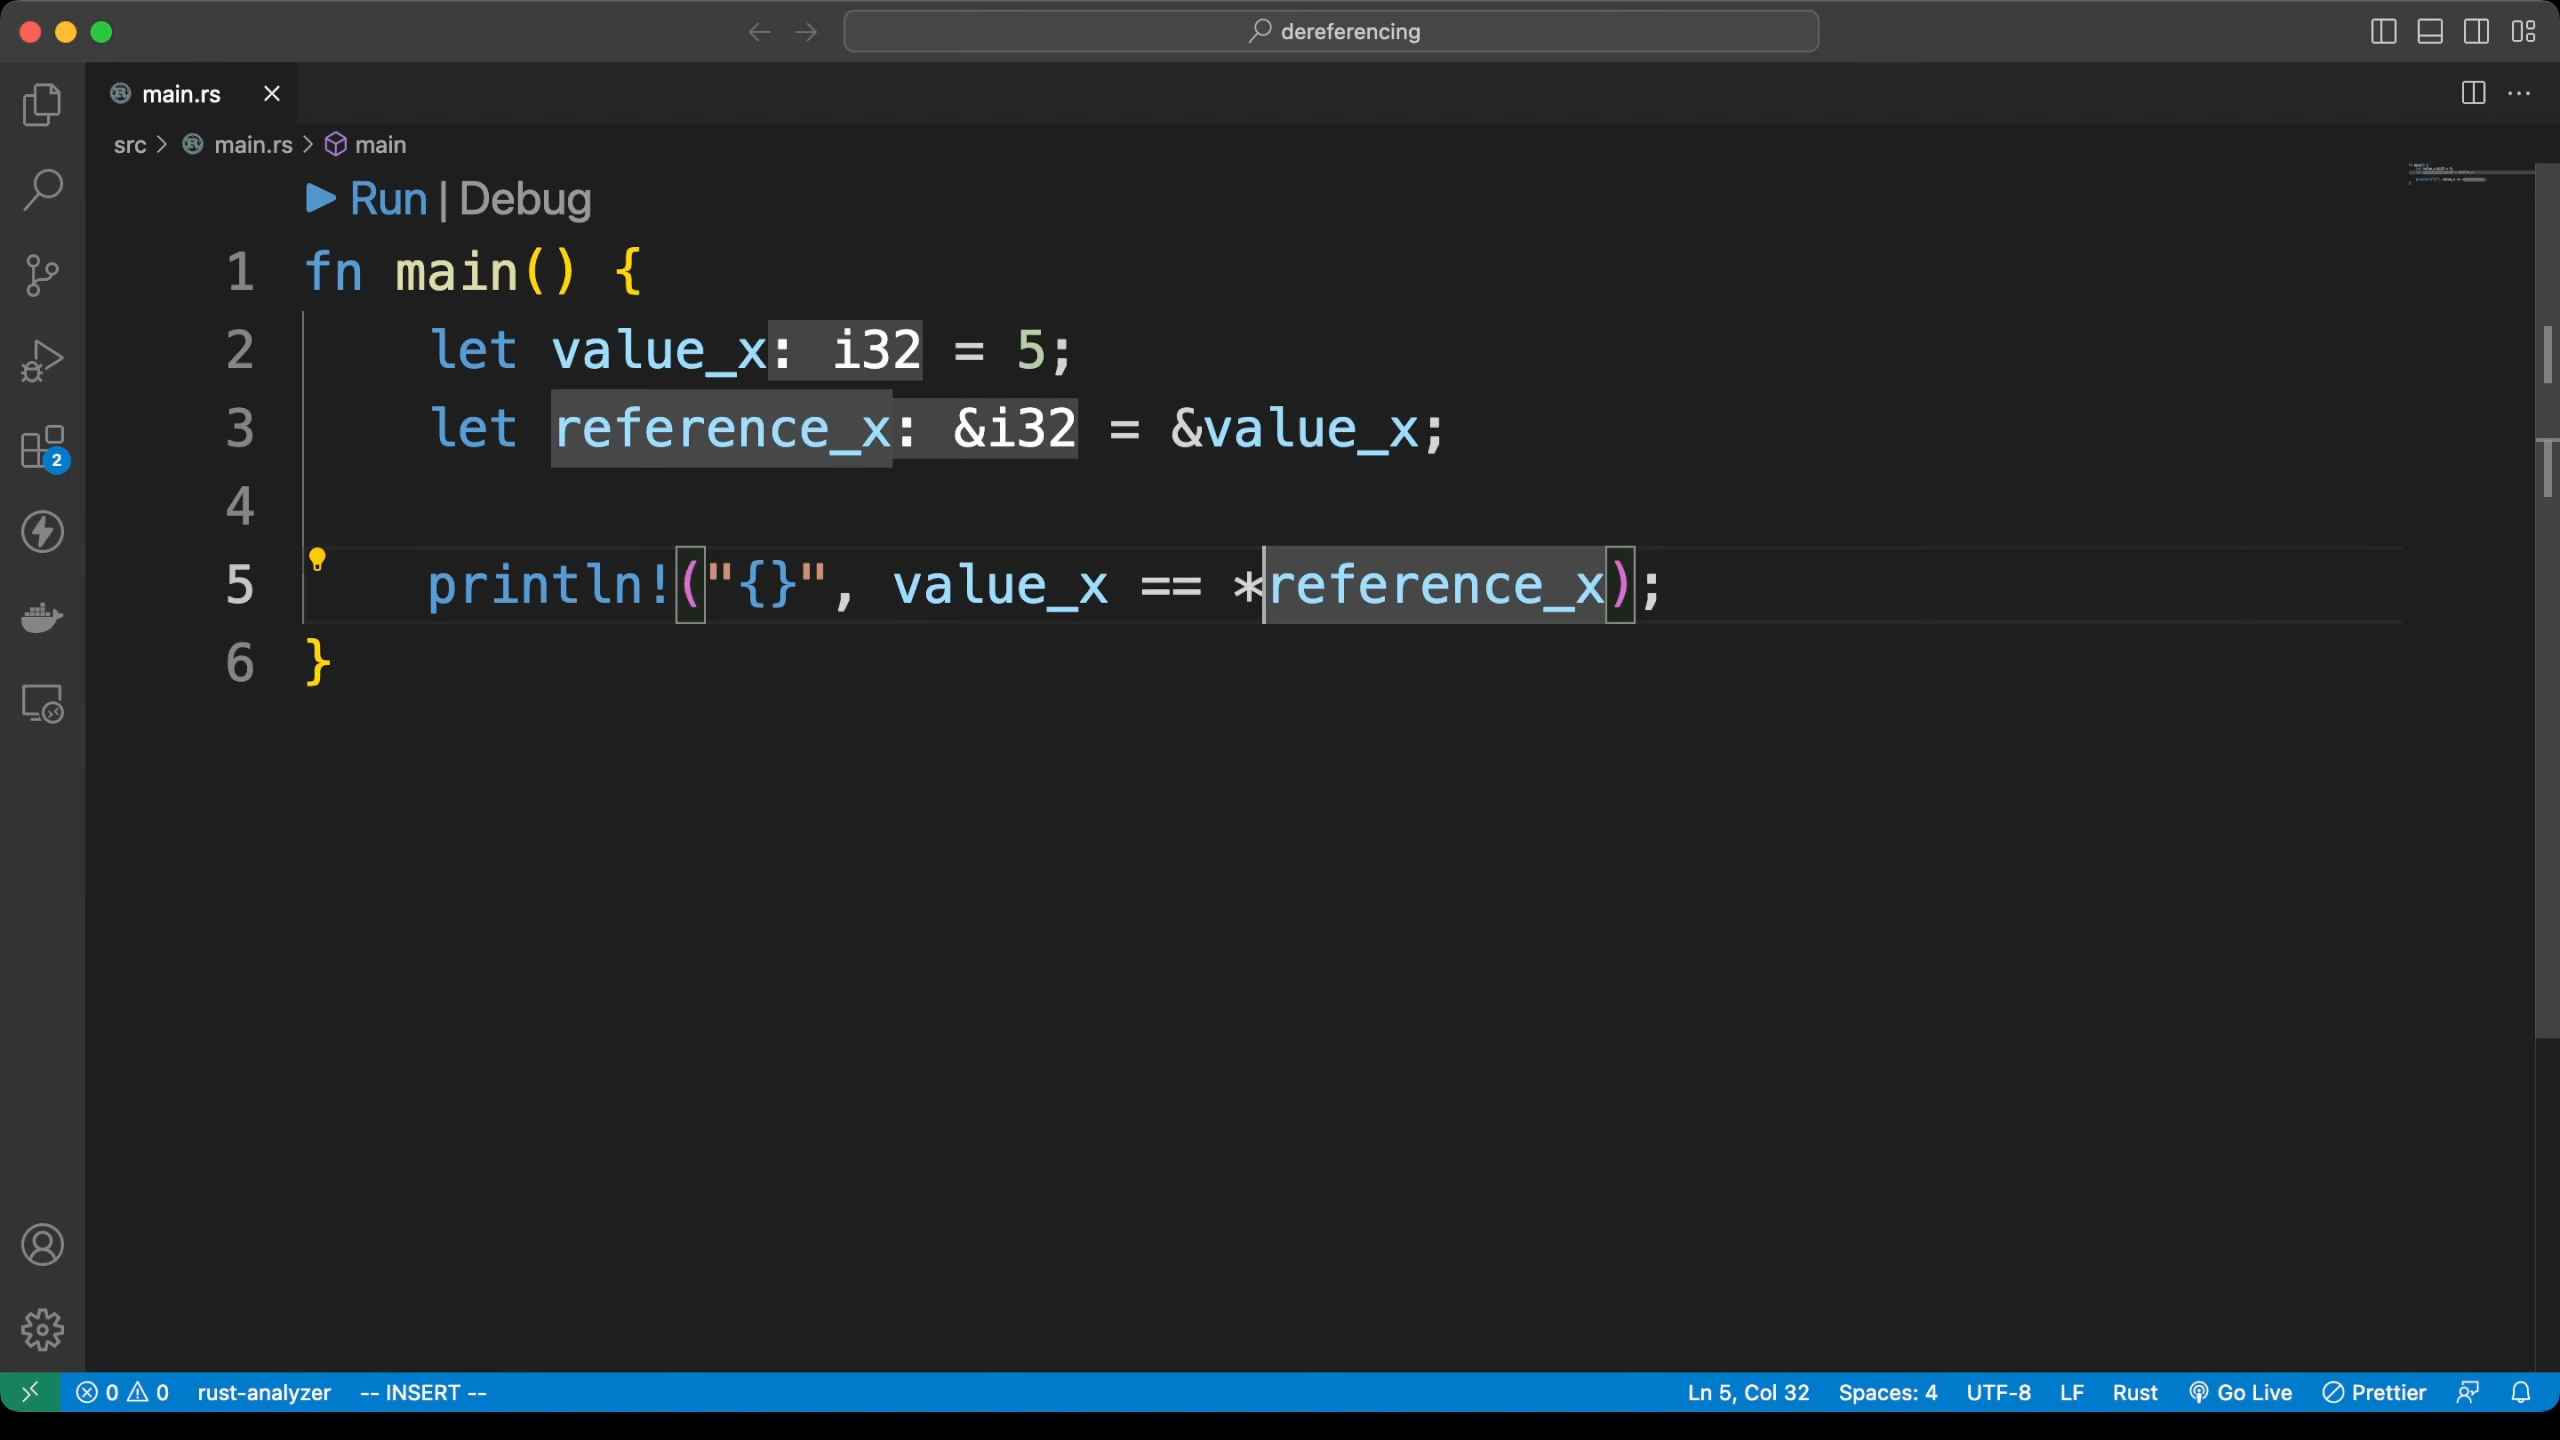 dereferencing
main.rs
src > main.rs > main
Run | Debug
1 fn main() {
2 let value_x: i32 = 5;
3 let reference_x: &i32 = &value_x;
4
5 println!("{}", value_x == *reference_x);
6 }
2
0 0 rust-analyzer -- INSERT -- Ln 5, Col 32 Spaces: 4 UTF-8 LF Rust Go Live Prettier